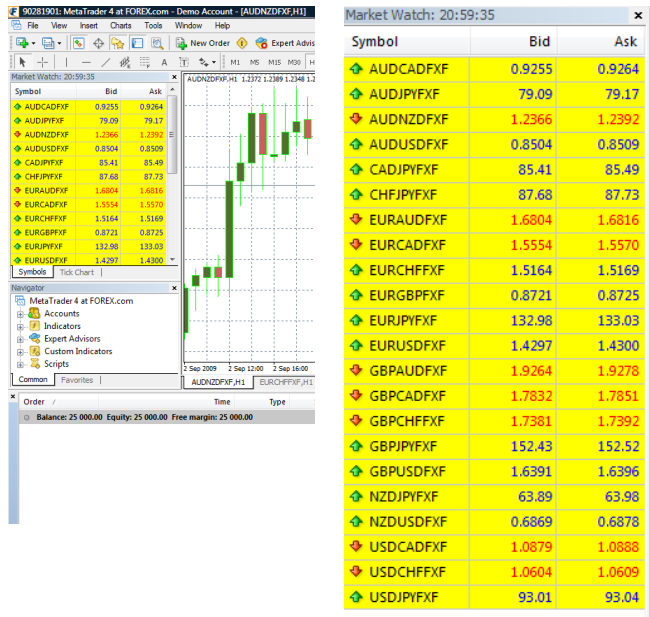 90281901: MetaTrader 4 at FOREX.com - Demo Account - [AUDNZDFXF,H1]
File View Insert Charts Tools Window Help
New Order Expert Advis
A T M1 M5 M15 M30 H
Market Watch: 20:59:35
Symbol Bid Ask
AUDCADFXF 0.9255 0.9264
AUDJPYFXF 79.09 79.17
AUDNZDFXF 1.2366 1.2392
AUDUSDFXF 0.8504 0.8509
CADJPYFXF 85.41 85.49
CHFJPYFXF 87.68 87.73
EURAUDFXF 1.6804 1.6816
EURCADFXF 1.5554 1.5570
EURCHFFXF 1.5164 1.5169
EURGBPFXF 0.8721 0.8725
EURJPYFXF 132.98 133.03
EURUSDFXF 1.4297 1.4300
Symbols Tick Chart
Navigator
MetaTrader 4 at FOREX.com
Accounts
Indicators
Expert Advisors
Custom Indicators
Scripts
Common Favorites
AUDNZDFXF,H1 1.2372 1.2389 1.2348 1.2
2 Sep 2009 2 Sep 12:00 2 Sep 16:00
AUDNZDFXF,H1 EURCHFFXF,H1
Order / Time Type
Balance: 25 000.00 Equity: 25 000.00 Free margin: 25 000.00
Market Watch: 20:59:35
Symbol Bid Ask
AUDCADFXF 0.9255 0.9264
AUDJPYFXF 79.09 79.17
AUDNZDFXF 1.2366 1.2392
AUDUSDFXF 0.8504 0.8509
CADJPYFXF 85.41 85.49
CHFJPYFXF 87.68 87.73
EURAUDFXF 1.6804 1.6816
EURCADFXF 1.5554 1.5570
EURCHFFXF 1.5164 1.5169
EURGBPFXF 0.8721 0.8725
EURJPYFXF 132.98 133.03
EURUSDFXF 1.4297 1.4300
GBPAUDFXF 1.9264 1.9278
GBPCADFXF 1.7832 1.7851
GBPCHFFXF 1.7381 1.7392
GBPJPYFXF 152.43 152.52
GBPUSDFXF 1.6391 1.6396
NZDJPYFXF 63.89 63.98
NZDUSDFXF 0.6869 0.6878
USDCADFXF 1.0879 1.0888
USDCHFFXF 1.0604 1.0609
USDJPYFXF 93.01 93.04